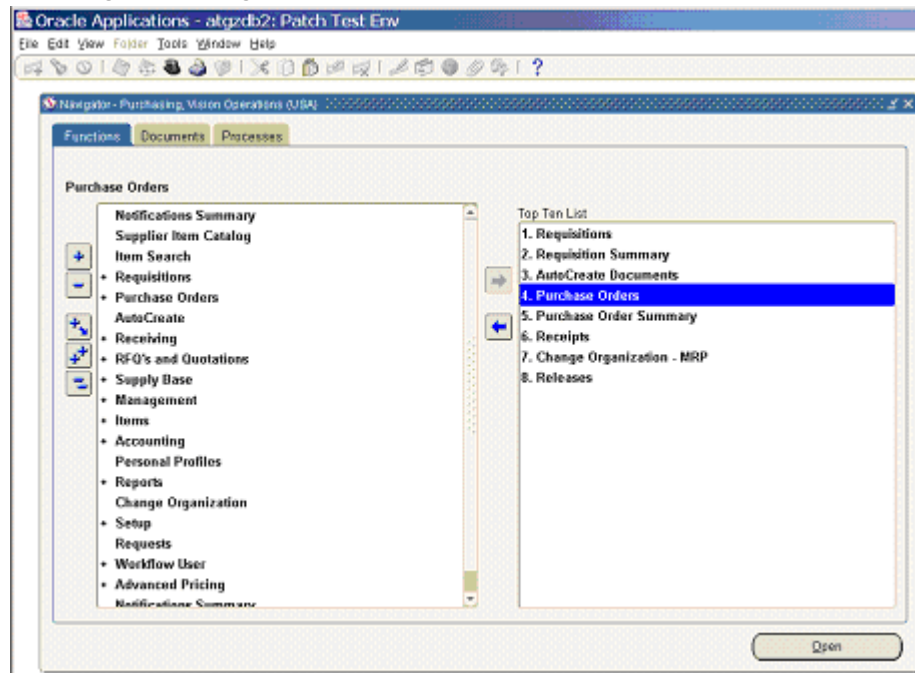 Oracle Applications - atgzdb2: Patch Test Env
File Edit View Folder Tools Window Help
Navigator - Purchasing, Vision Operations (USA)
Functions Documents Processes
Purchase Orders
Notifications Summary
Supplier Item Catalog
Item Search
+ Requisitions
+ Purchase Orders
AutoCreate
+ Receiving
+ RFQ's and Quotations
+ Supply Base
+ Management
+ Items
+ Accounting
Personal Profiles
+ Reports
Change Organization
+ Setup
Requests
+ Workflow User
+ Advanced Pricing
Notifications Summary
Top Ten List
1. Requisitions
2. Requisition Summary
3. AutoCreate Documents
4. Purchase Orders
5. Purchase Order Summary
6. Receipts
7. Change Organization - MRP
8. Releases
Open